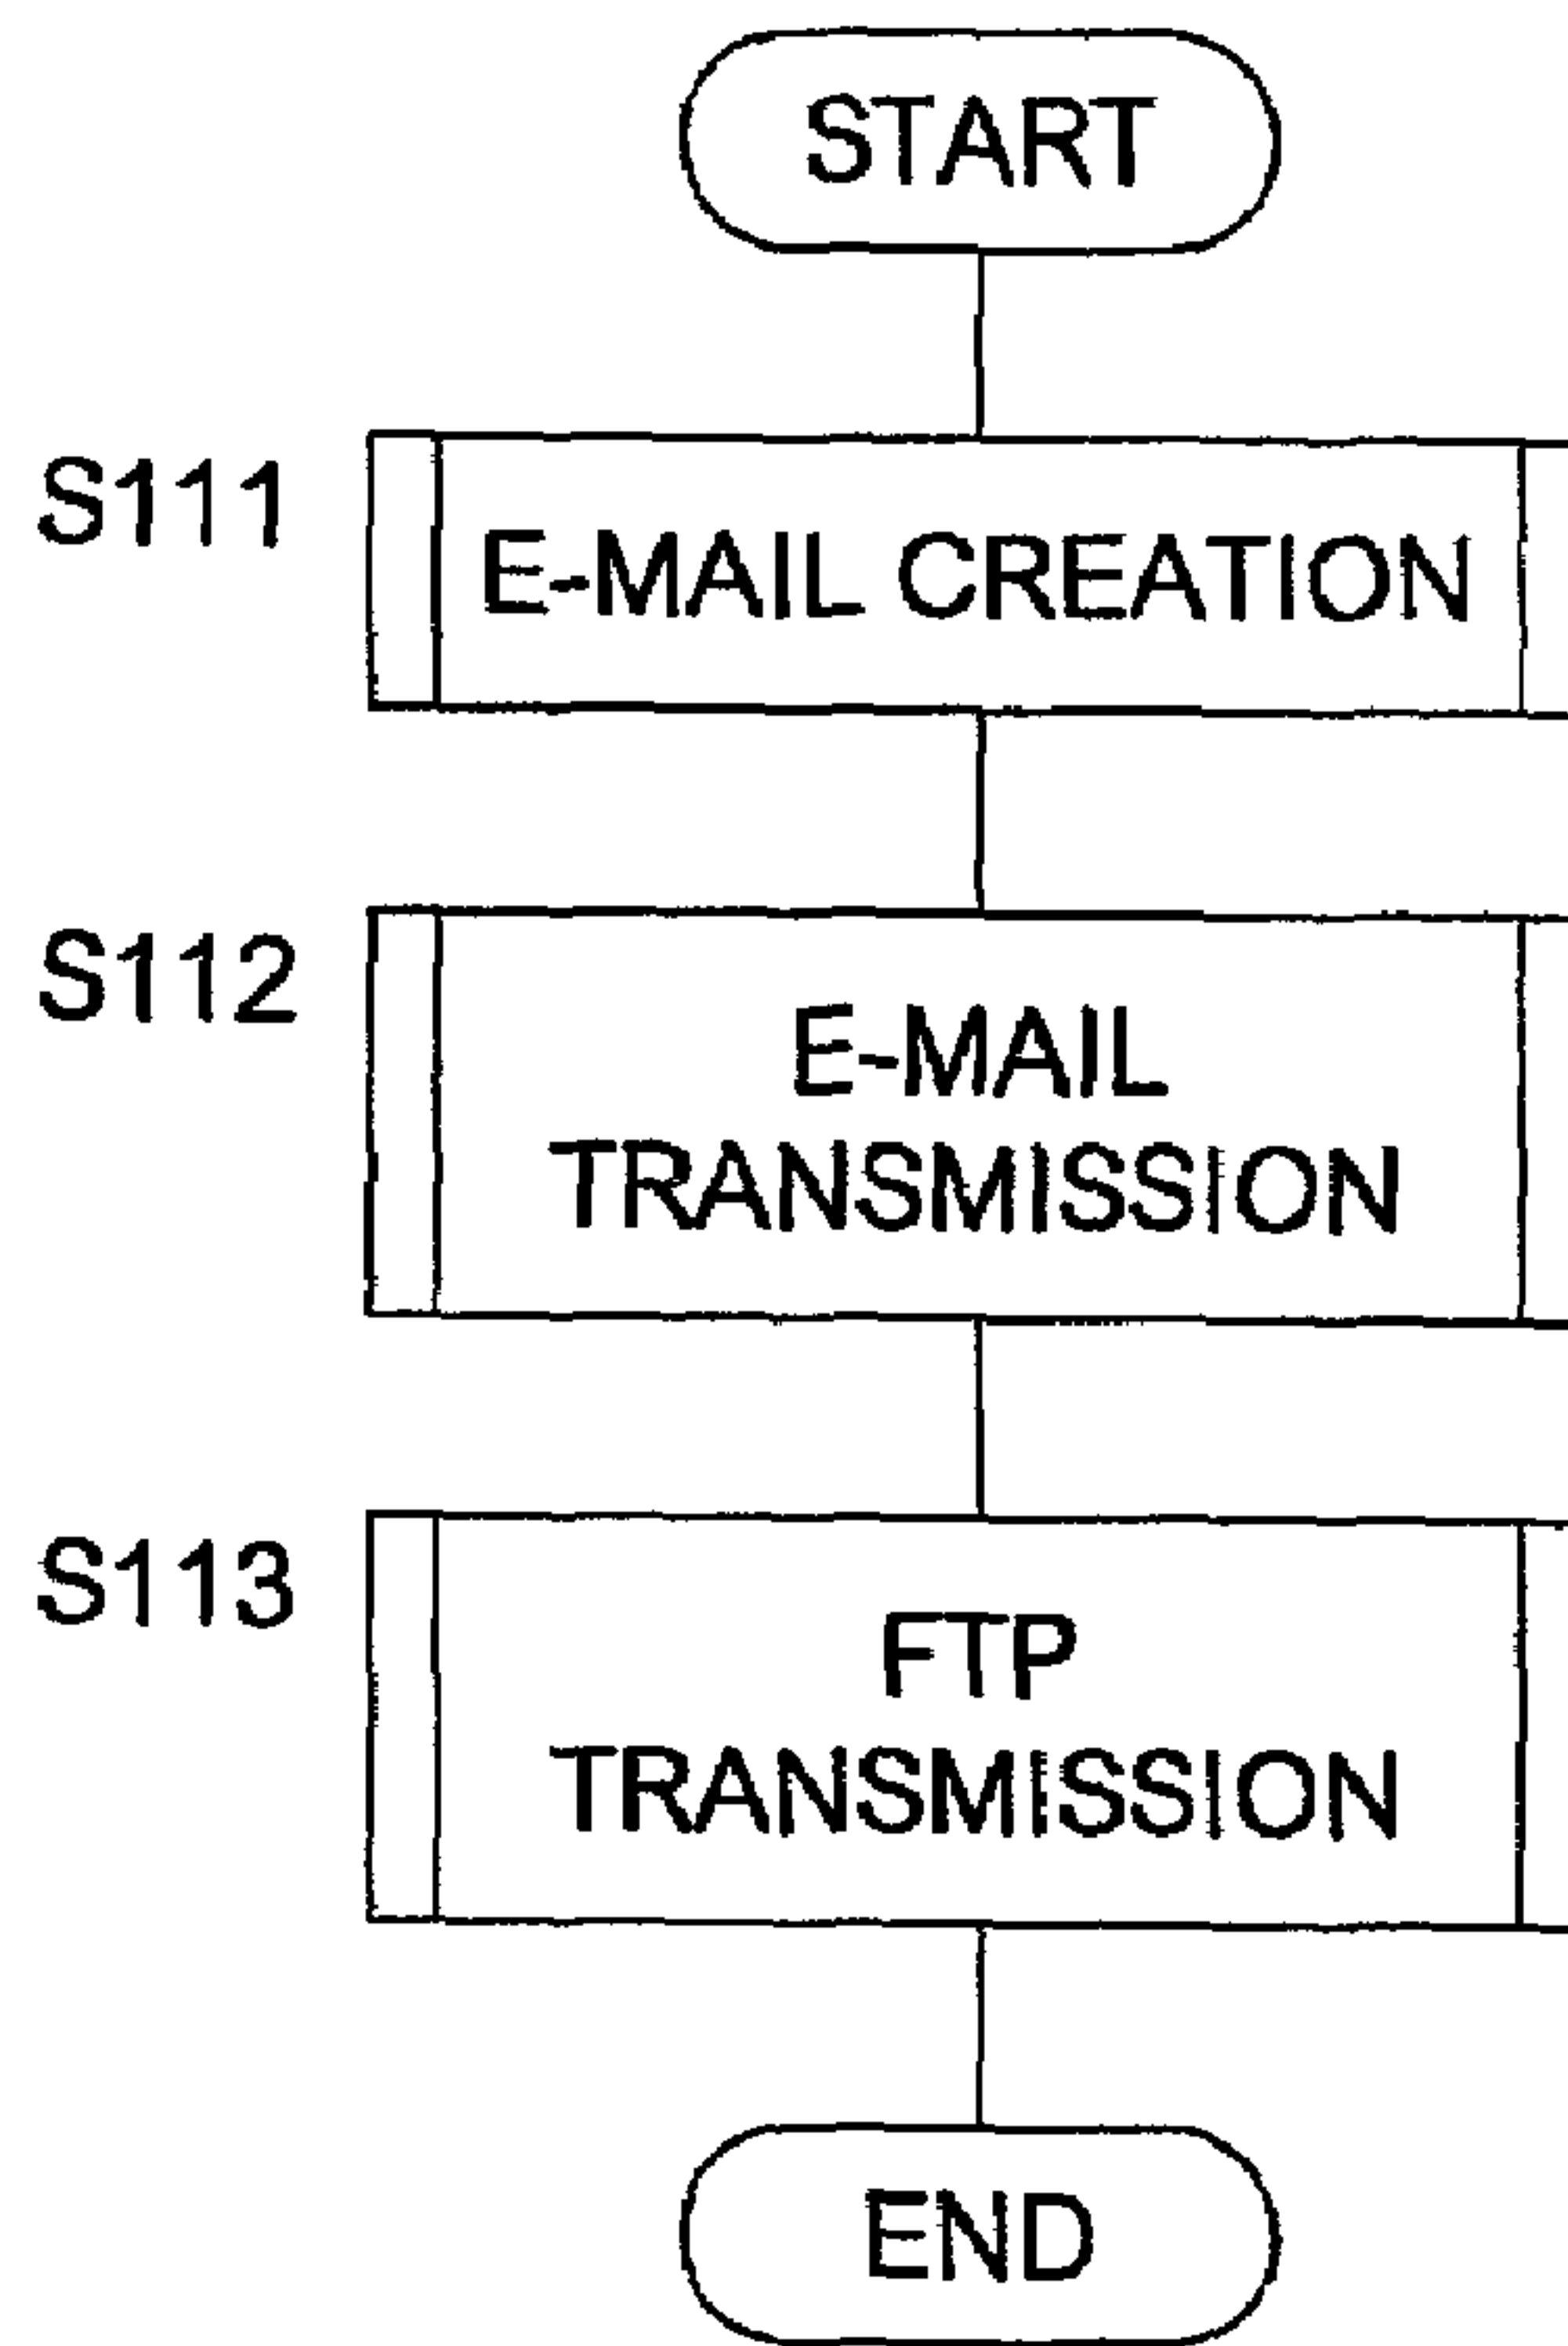 START
S111
E-MAIL CREATION
S112
E-MAIL
TRANSMISSION
S113
FTP
TRANSMISSION
END